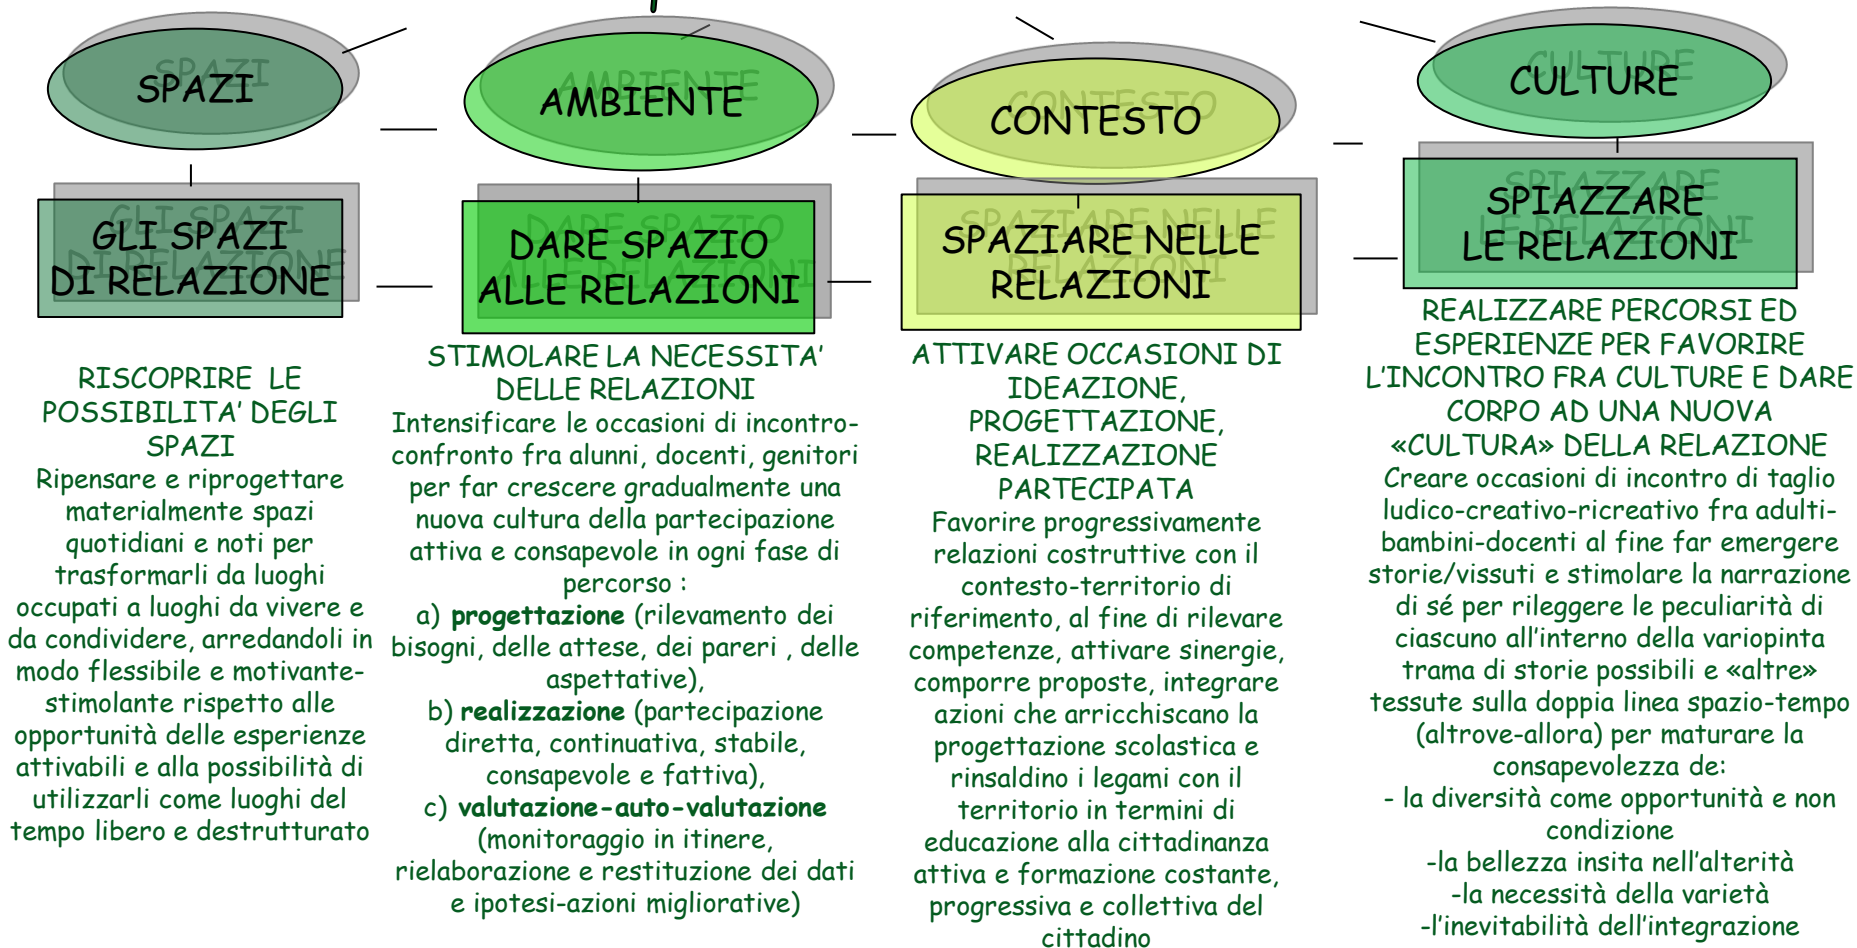 SPAZI
GLI SPAZI
DI RELAZIONE
RISCOPRIRE LE
POSSIBILITA' DEGLI
SPAZI
Ripensare e riprogettare
materialmente spazi
quotidiani e noti per
trasformarli da luoghi
occupati a luoghi da vivere e
da condividere, arredandoli in
modo flessibile e motivante-
stimolante rispetto alle
opportunità delle esperienze
attivabili e alla possibilità di
utilizzarli come luoghi del
tempo libero e destrutturato
AMBIENTE
DARE SPAZIO
ALLE RELAZIONI
STIMOLARE LA NECESSITA'
DELLE RELAZIONI
Intensificare le occasioni di incontro-
confronto fra alunni, docenti, genitori
per far crescere gradualmente una
nuova cultura della partecipazione
attiva e consapevole in ogni fase di
percorso :
a) progettazione (rilevamento dei
bisogni, delle attese, dei pareri , delle
aspettative),
b) realizzazione (partecipazione
diretta, continuativa, stabile,
consapevole e fattiva),
c) valutazione-auto-valutazione
(monitoraggio in itinere,
rielaborazione e restituzione dei dati
e ipotesi-azioni migliorative)
CONTESTO
SPAZIARE NELLE
RELAZIONI
ATTIVARE OCCASIONI DI
IDEAZIONE,
PROGETTAZIONE,
REALIZZAZIONE
PARTECIPATA
Favorire progressivamente
relazioni costruttive con il
contesto-territorio di
riferimento, al fine di rilevare
competenze, attivare sinergie,
comporre proposte, integrare
azioni che arricchiscano la
progettazione scolastica e
rinsaldino i legami con il
territorio in termini di
educazione alla cittadinanza
attiva e formazione costante,
progressiva e collettiva del
cittadino
CULTURE
SPIAZZARE
LE RELAZIONI
REALIZZARE PERCORSI ED
ESPERIENZE PER FAVORIRE
L'INCONTRO FRA CULTURE E DARE
CORPO AD UNA NUOVA
«CULTURA» DELLA RELAZIONE
Creare occasioni di incontro di taglio
ludico-creativo-ricreativo fra adulti-
bambini-docenti al fine far emergere
storie/vissuti e stimolare la narrazione
di sé per rileggere le peculiarità di
ciascuno all'interno della variopinta
trama di storie possibili e «altre»
tessute sulla doppia linea spazio-tempo
(altrove-allora) per maturare la
consapevolezza de:
- la diversità come opportunità e non
condizione
-la bellezza insita nell'alterità
-la necessità della varietà
-l'inevitabilità dell'integrazione